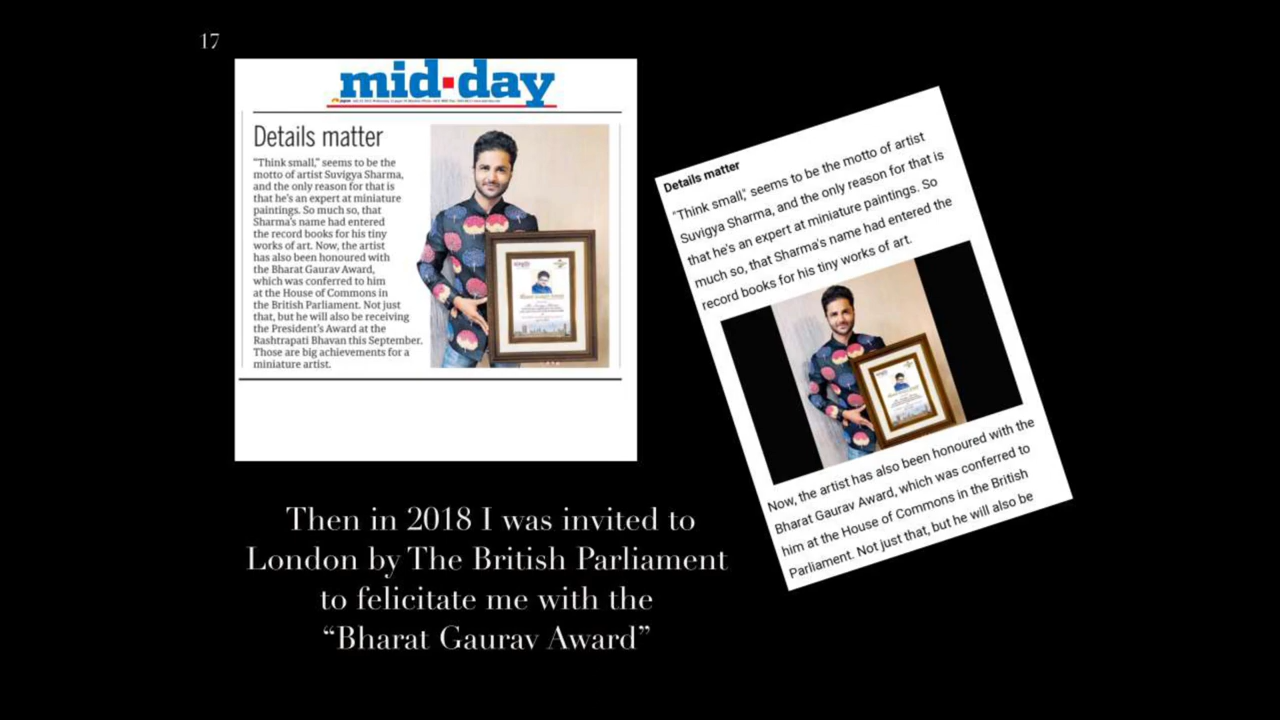 17
mid-day
Details matter
"Think small," seems to be the
motto of artist Suvigya Sharma,
and the only reason for that is
that he's an expert at miniature
paintings. So much so, that
Sharma's name had entered
the record books for his tiny
works of art. Now, the artist
has also been honoured with
the Bharat Gaurav Award,
which was conferred to him
at the House of Commons in
the British Parliament. Not just
that, but he will also be receiving
the President's Award at the
Rashtrapati Bhavan this September.
Those are big achievements for a
miniature artist.
Details matter
"Think small," seems to be the motto of artist
Suvigya Sharma, and the only reason for that is
that he's an expert at miniature paintings. So
much so, that Sharma's name had entered the
record books for his tiny works of art.
Now, the artist has also been honoured with the
Bharat Gaurav Award, which was conferred to
him at the House of Commons in the British
Parliament. Not just that, but he will also be
Then in 2018 I was invited to
London by The British Parliament
to felicitate me with the
“Bharat Gaurav Award”